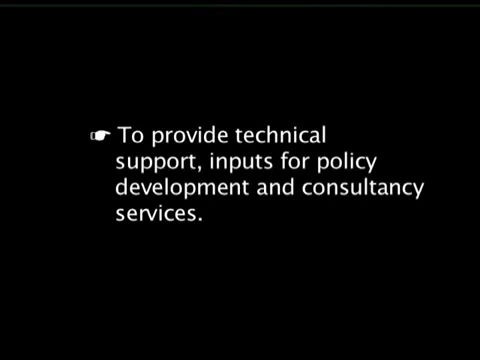 ☛ To provide technical
support, inputs for policy
development and consultancy
services.